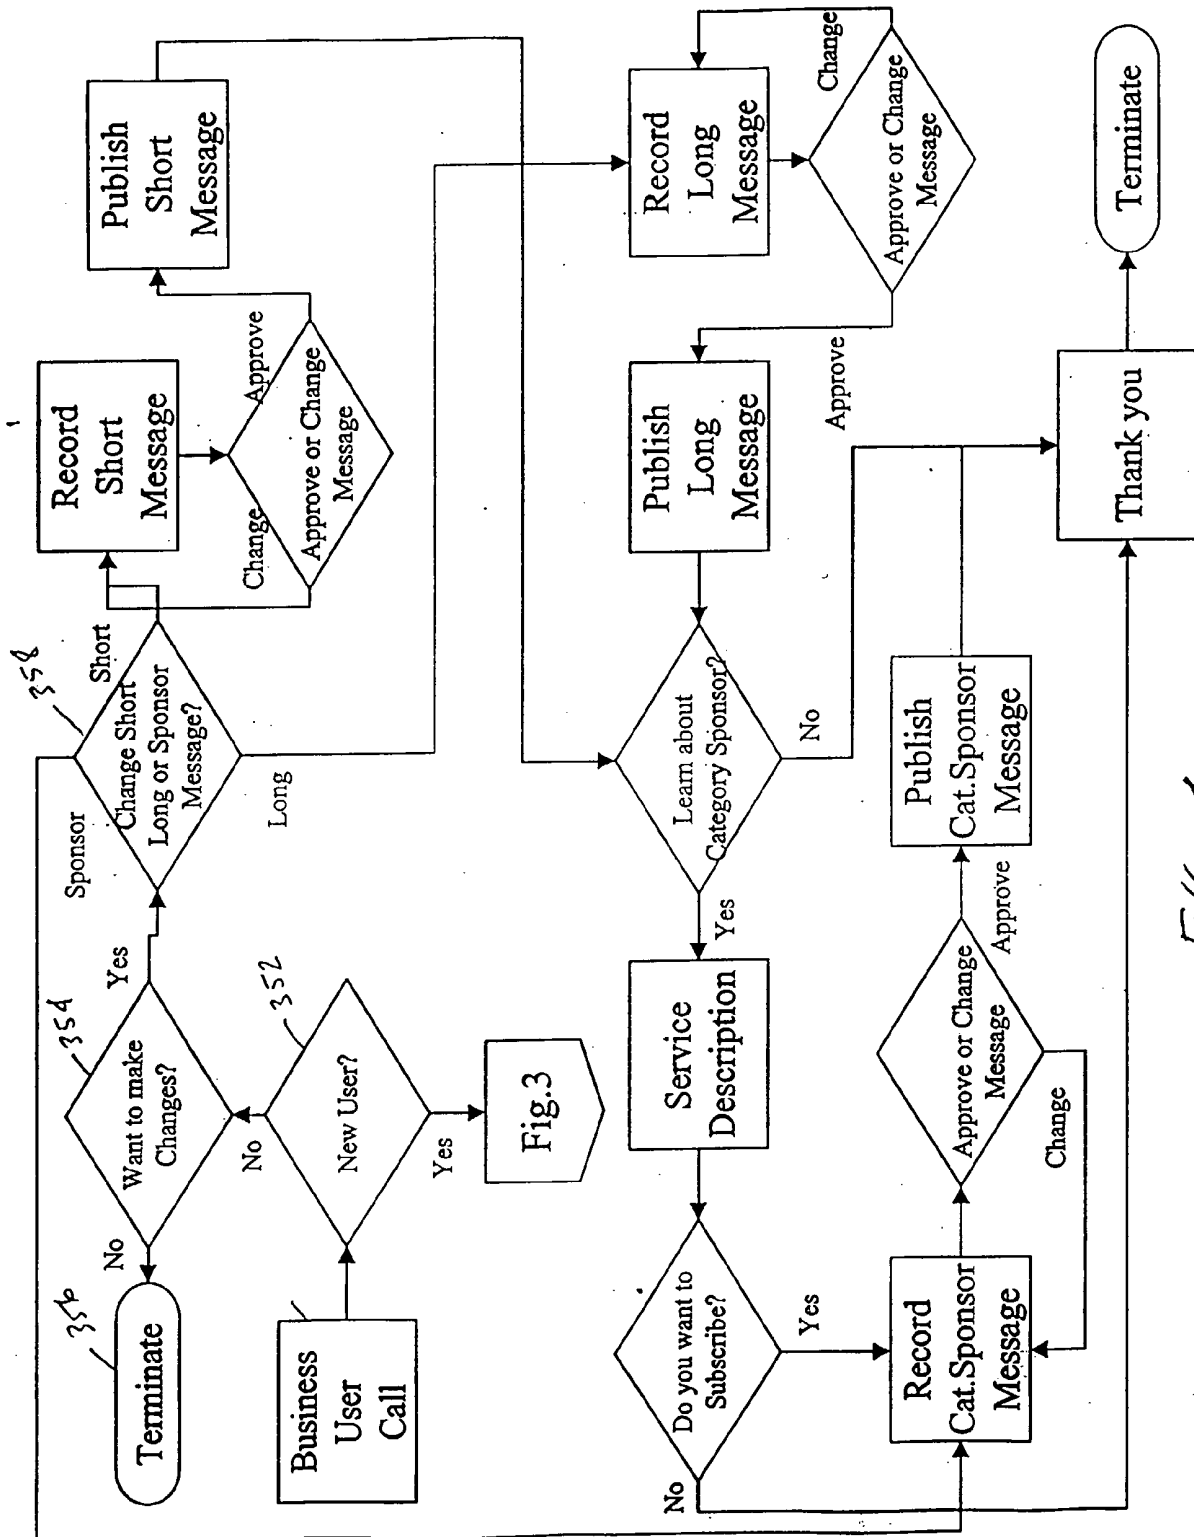 356
Terminate
No
354
Want to make
Changes?
Yes
Sponsor
358
Change Short
Long or Sponsor
Message?
Short
Long
Record
Short
Message
Change
Approve
Approve or Change
Message
Publish
Short
Message
Business
User
Call
352
New User?
No
Yes
Fig.3
Record
Long
Message
Change
Approve or Change
Message
Approve
Publish
Long
Message
Learn about
Category Sponsor?
No
Yes
Service
Description
Do you want to
Subscribe?
No
Yes
Record
Cat.Sponsor
Message
Approve or Change
Message
Change
Approve
Publish
Cat.Sponsor
Message
Thank you
Terminate